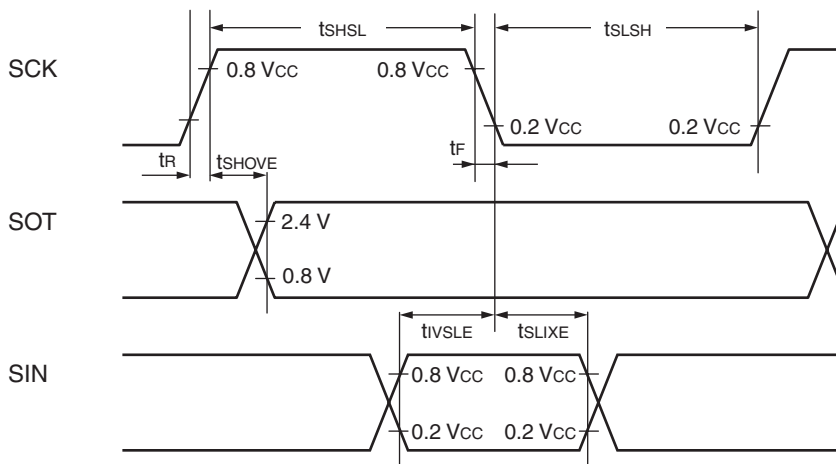 tSHSL
tSLSH
SCK
0.8 VCC
0.8 VCC
0.2 VCC
0.2 VCC
tR
tSHOVE
tF
SOT
2.4 V
0.8 V
tIVSLE
tSLIXE
SIN
0.8 VCC
0.8 VCC
0.2 VCC
0.2 VCC